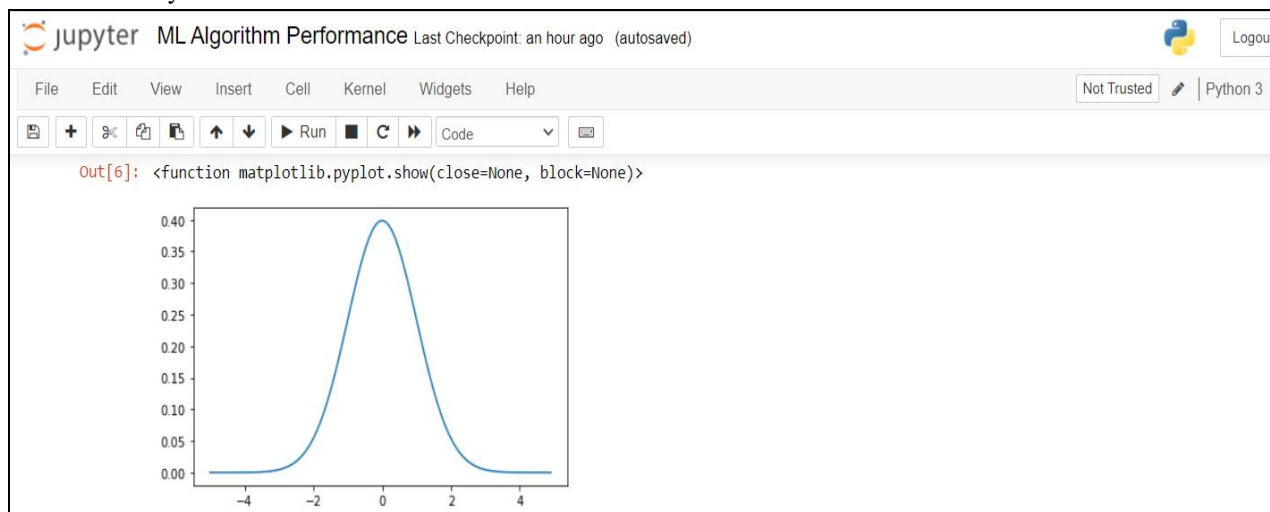 jupyter ML Algorithm Performance Last Checkpoint: an hour ago (autosaved)
File Edit View Insert Cell Kernel Widgets Help Not Trusted Python 3
Run Code
Out[6]: <function matplotlib.pyplot.show(close=None, block=None)>
0.40
0.35
0.30
0.25
0.20
0.15
0.10
0.05
0.00
−4 −2 0 2 4